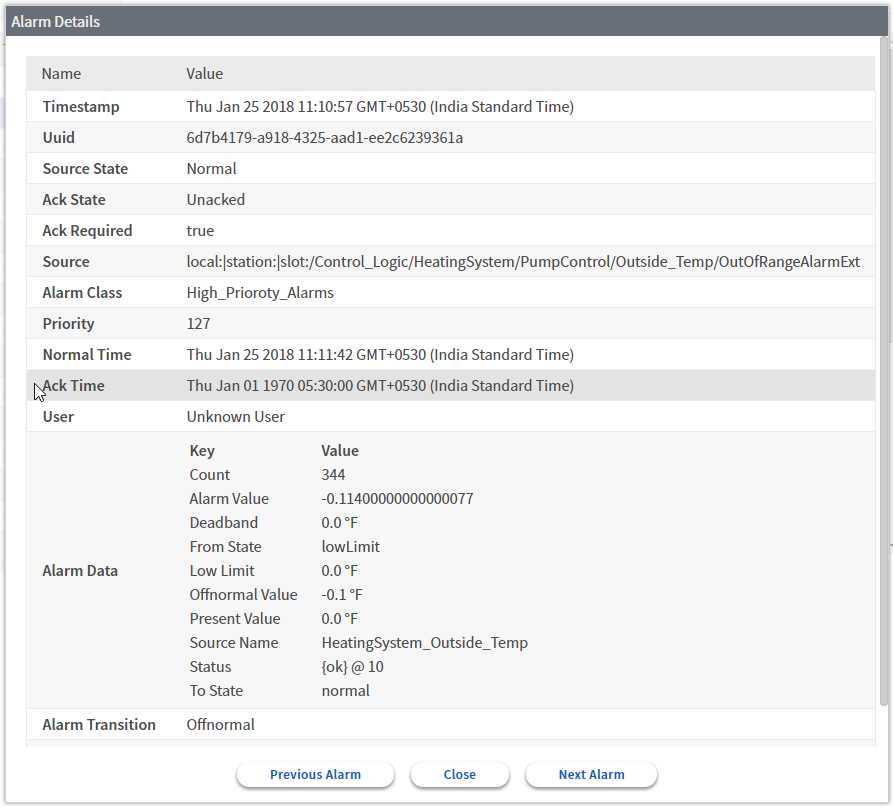 Alarm Details
Name Value
Timestamp Thu Jan 25 2018 11:10:57 GMT+0530 (India Standard Time)
Uuid 6d7b4179-a918-4325-aad1-ee2c6239361a
Source State Normal
Ack State Unacked
Ack Required true
Source local:|station:|slot:/Control_Logic/HeatingSystem/PumpControl/Outside_Temp/OutOfRangeAlarmExt
Alarm Class High_Prioroty_Alarms
Priority 127
Normal Time Thu Jan 25 2018 11:11:42 GMT+0530 (India Standard Time)
Ack Time Thu Jan 01 1970 05:30:00 GMT+0530 (India Standard Time)
User Unknown User
Key Value
Count 344
Alarm Value -0.11400000000000077
Deadband 0.0 °F
From State lowLimit
Alarm Data Low Limit 0.0 °F
Offnormal Value -0.1 °F
Present Value 0.0 °F
Source Name HeatingSystem_Outside_Temp
Status {ok} @ 10
To State normal
Alarm Transition Offnormal
Previous Alarm Close Next Alarm